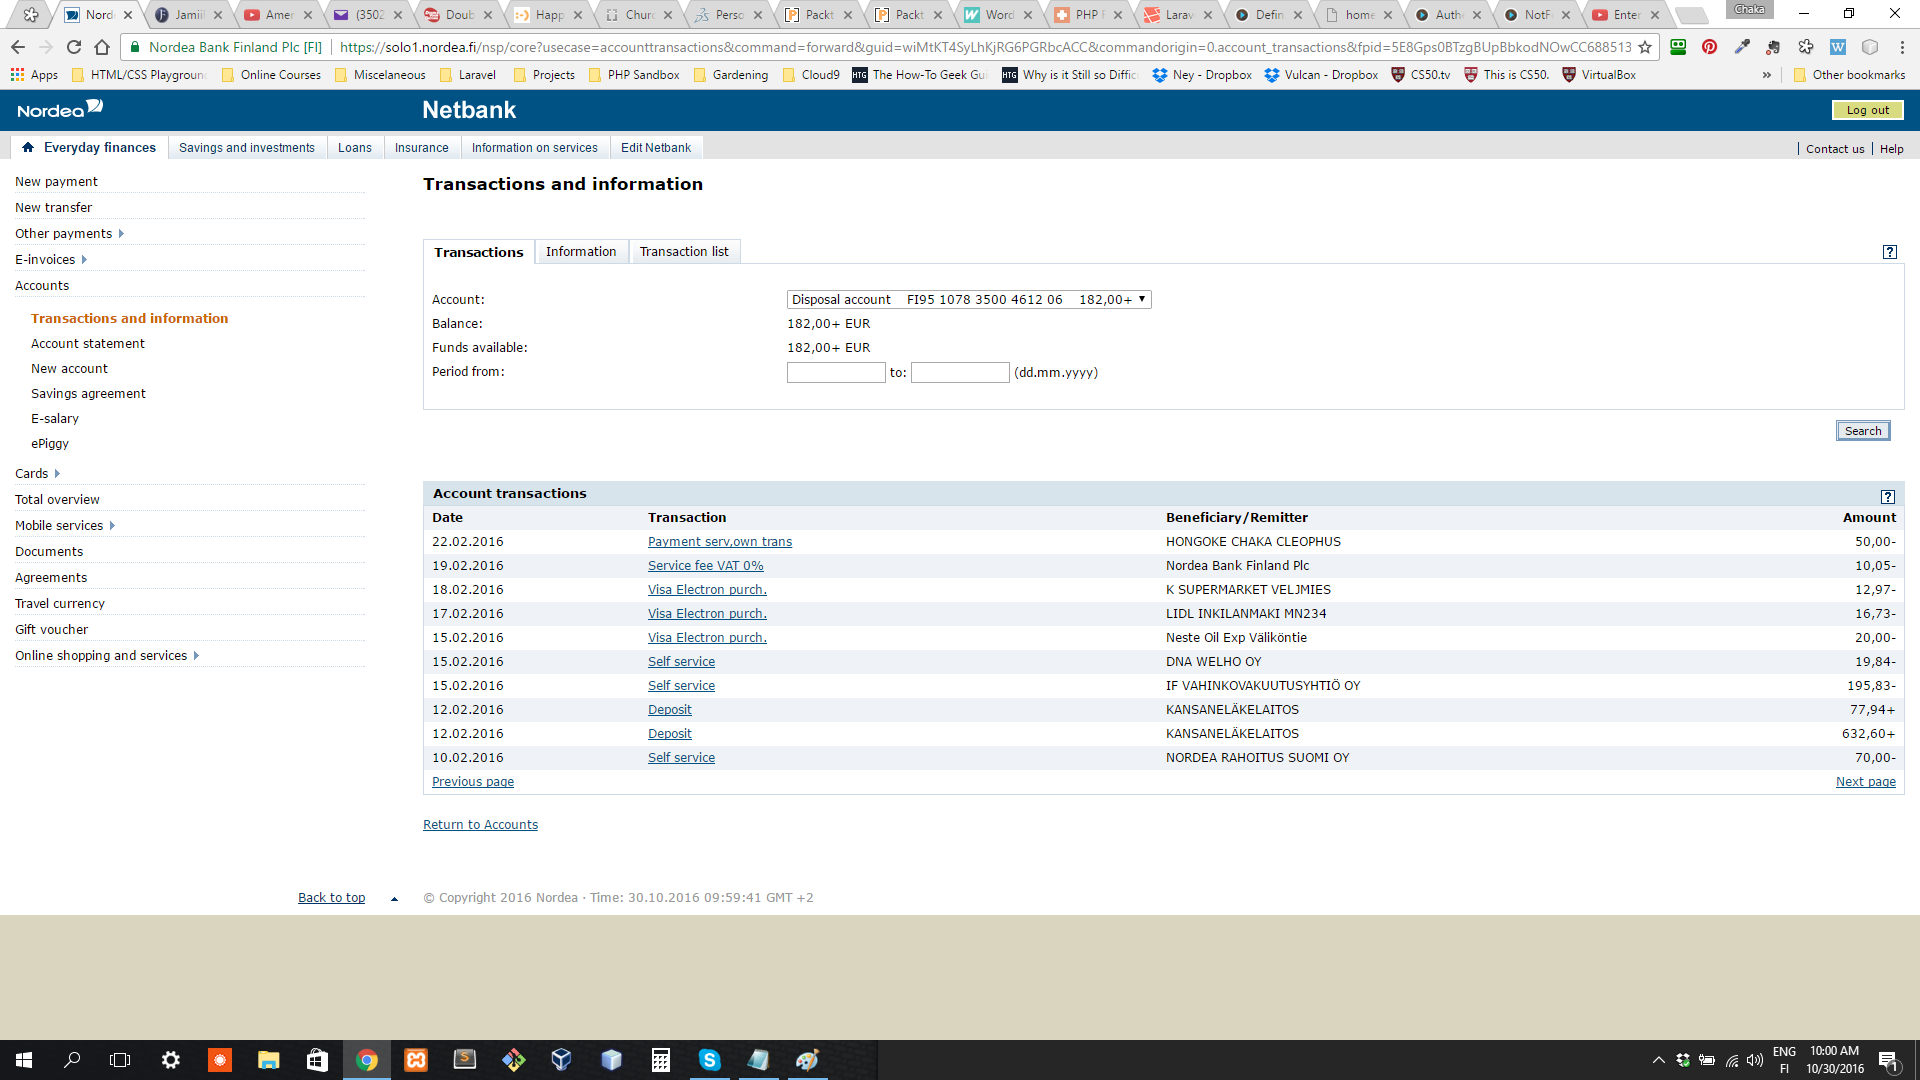 Nord
Jamii
Amer
(3502
Doub
Happ
Churc
Perso
Packt
Packt
Word
PHP F
Larav
Defin
home
Auth
NotF
Enter
Chaka
Nordea Bank Finland Plc [FI]
https://solo1.nordea.fi/nsp/core?usecase=accounttransactions&command=forward&guid=wiMtKT4SyLhKjRG6PGRbcACC&commandorigin=0.account_transactions&fpid=5E8Gps0BTzgBUpBbkodNOwCC688513
Apps
HTML/CSS Playground
Online Courses
Miscelaneous
Laravel
Projects
PHP Sandbox
Gardening
Cloud9
HTG The How-To Geek Gui
HTG Why is it Still so Diffic
Ney - Dropbox
Vulcan - Dropbox
CS50.tv
This is CS50.
VirtualBox
»
Other bookmarks
Nordea
Netbank
Log out
Everyday finances
Savings and investments
Loans
Insurance
Information on services
Edit Netbank
Contact us
Help
New payment
New transfer
Other payments
E-invoices
Accounts
Transactions and information
Account statement
New account
Savings agreement
E-salary
ePiggy
Cards
Total overview
Mobile services
Documents
Agreements
Travel currency
Gift voucher
Online shopping and services
Transactions and information
Transactions
Information
Transaction list
?
Account: Disposal account FI95 1078 3500 4612 06 182,00+
Balance: 182,00+ EUR
Funds available: 182,00+ EUR
Period from: to: (dd.mm.yyyy)
Search
Account transactions ?
Date Transaction Beneficiary/Remitter Amount
22.02.2016 Payment serv,own trans HONGOKE CHAKA CLEOPHUS 50,00-
19.02.2016 Service fee VAT 0% Nordea Bank Finland Plc 10,05-
18.02.2016 Visa Electron purch. K SUPERMARKET VELJMIES 12,97-
17.02.2016 Visa Electron purch. LIDL INKILANMAKI MN234 16,73-
15.02.2016 Visa Electron purch. Neste Oil Exp Väliköntie 20,00-
15.02.2016 Self service DNA WELHO OY 19,84-
15.02.2016 Self service IF VAHINKOVAKUUTUSYHTIÖ OY 195,83-
12.02.2016 Deposit KANSANELÄKELAITOS 77,94+
12.02.2016 Deposit KANSANELÄKELAITOS 632,60+
10.02.2016 Self service NORDEA RAHOITUS SUOMI OY 70,00-
Previous page Next page
Return to Accounts
Back to top
© Copyright 2016 Nordea · Time: 30.10.2016 09:59:41 GMT +2
ENG
FI
10:00 AM
10/30/2016
1